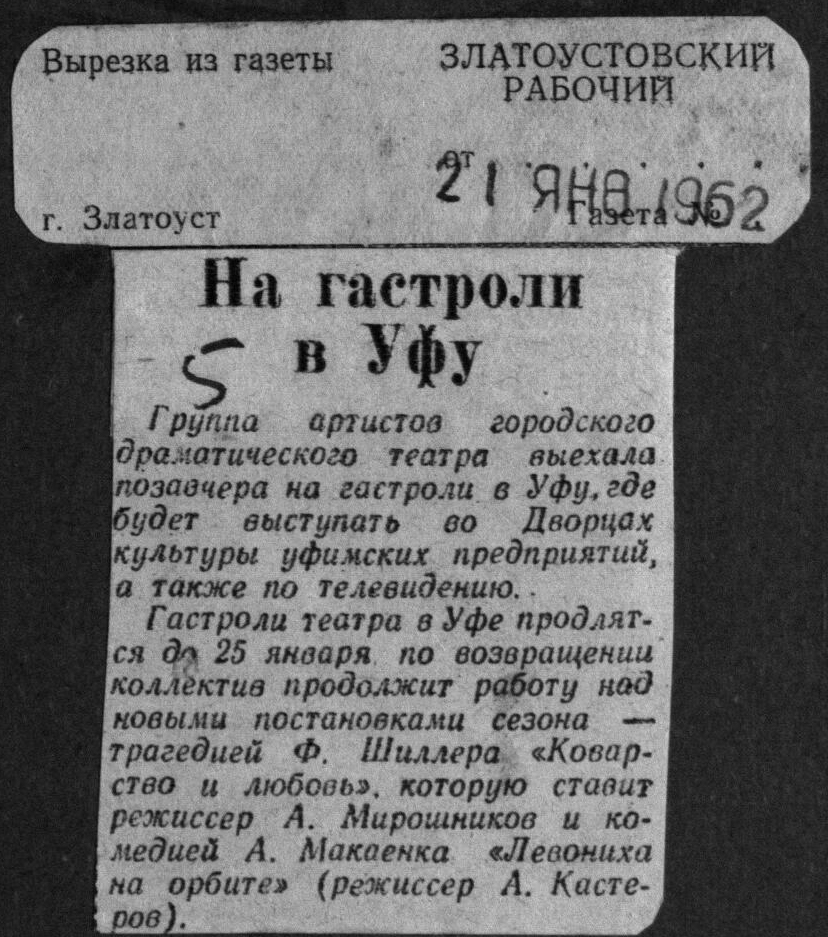 Вырезка из газеты
ЗЛАТОУСТОВСКИЙ
РАБОЧИЙ
от
21 ЯНВ 1962
г. Златоуст
Газета №
На гастроли
в Уфу
5
Группа артистов городского
драматического театра выехала
позавчера на гастроли в Уфу, где
будет выступать во Дворцах
культуры уфимских предприятий,
а также по телевидению.
Гастроли театра в Уфе продлят-
ся до 25 января по возвращении
коллектив продолжит работу над
новыми постановками сезона —
трагедией Ф. Шиллера «Ковар-
ство и любовь», которую ставит
режиссер А. Мирошников и ко-
медией А. Макаенка «Левониха
на орбите» (режиссер А. Касте-
ров).